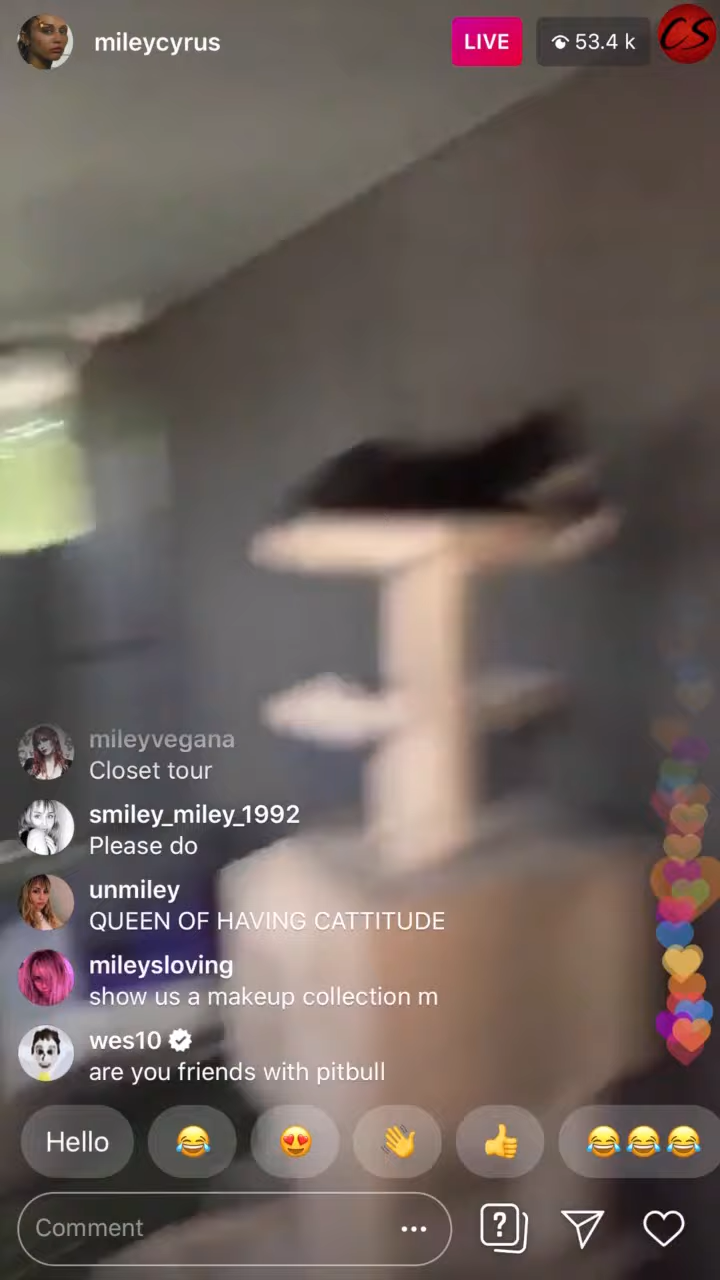 mileycyrus
LIVE
53.4 k
CS
mileyvegana
Closet tour
smiley_miley_1992
Please do
unmiley
QUEEN OF HAVING CATTITUDE
mileysloving
show us a makeup collection m
wes10
are you friends with pitbull
Hello
Comment